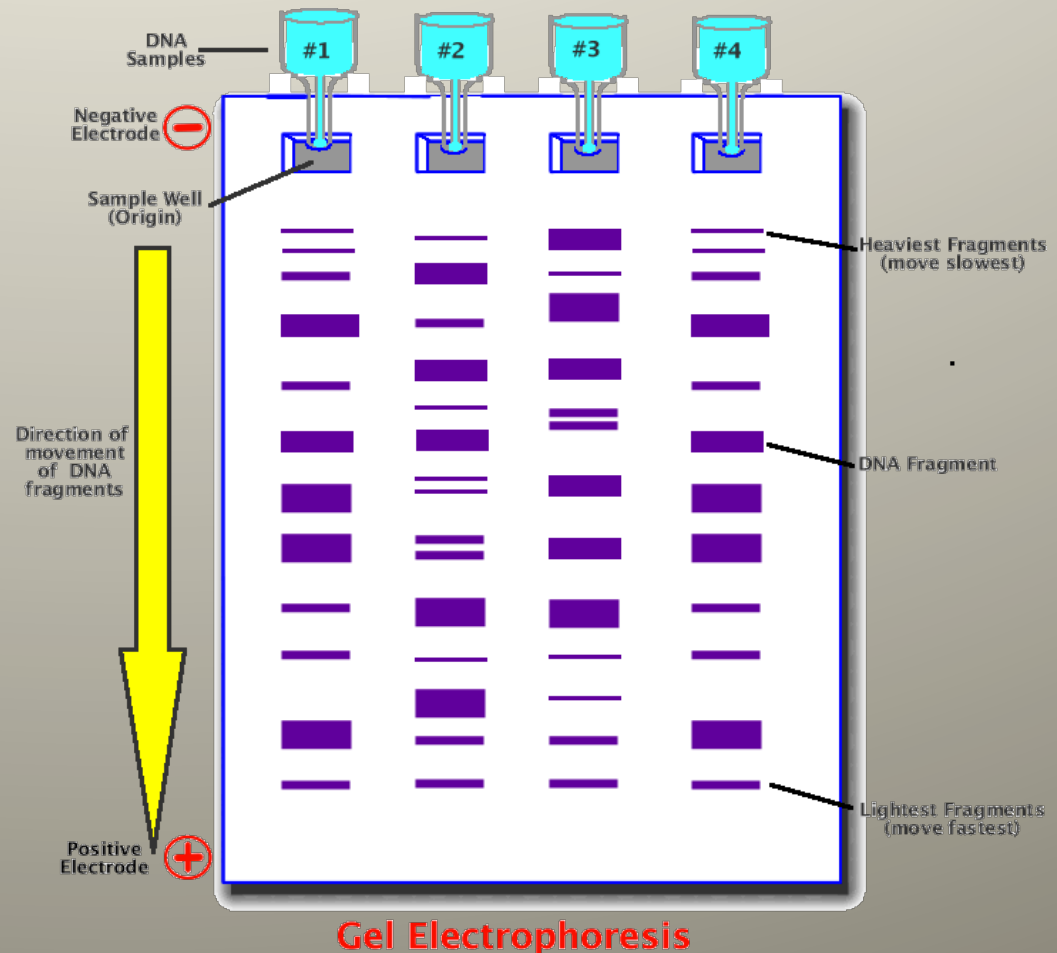 DNA
Samples
#1
#2
#3
#4
Negative
Electrode
Sample Well
(Origin)
Heaviest Fragments
(move slowest)
Direction of
movement
of DNA
fragments
DNA Fragment
Lightest Fragments
(move fastest)
Positive
Electrode
Gel Electrophoresis